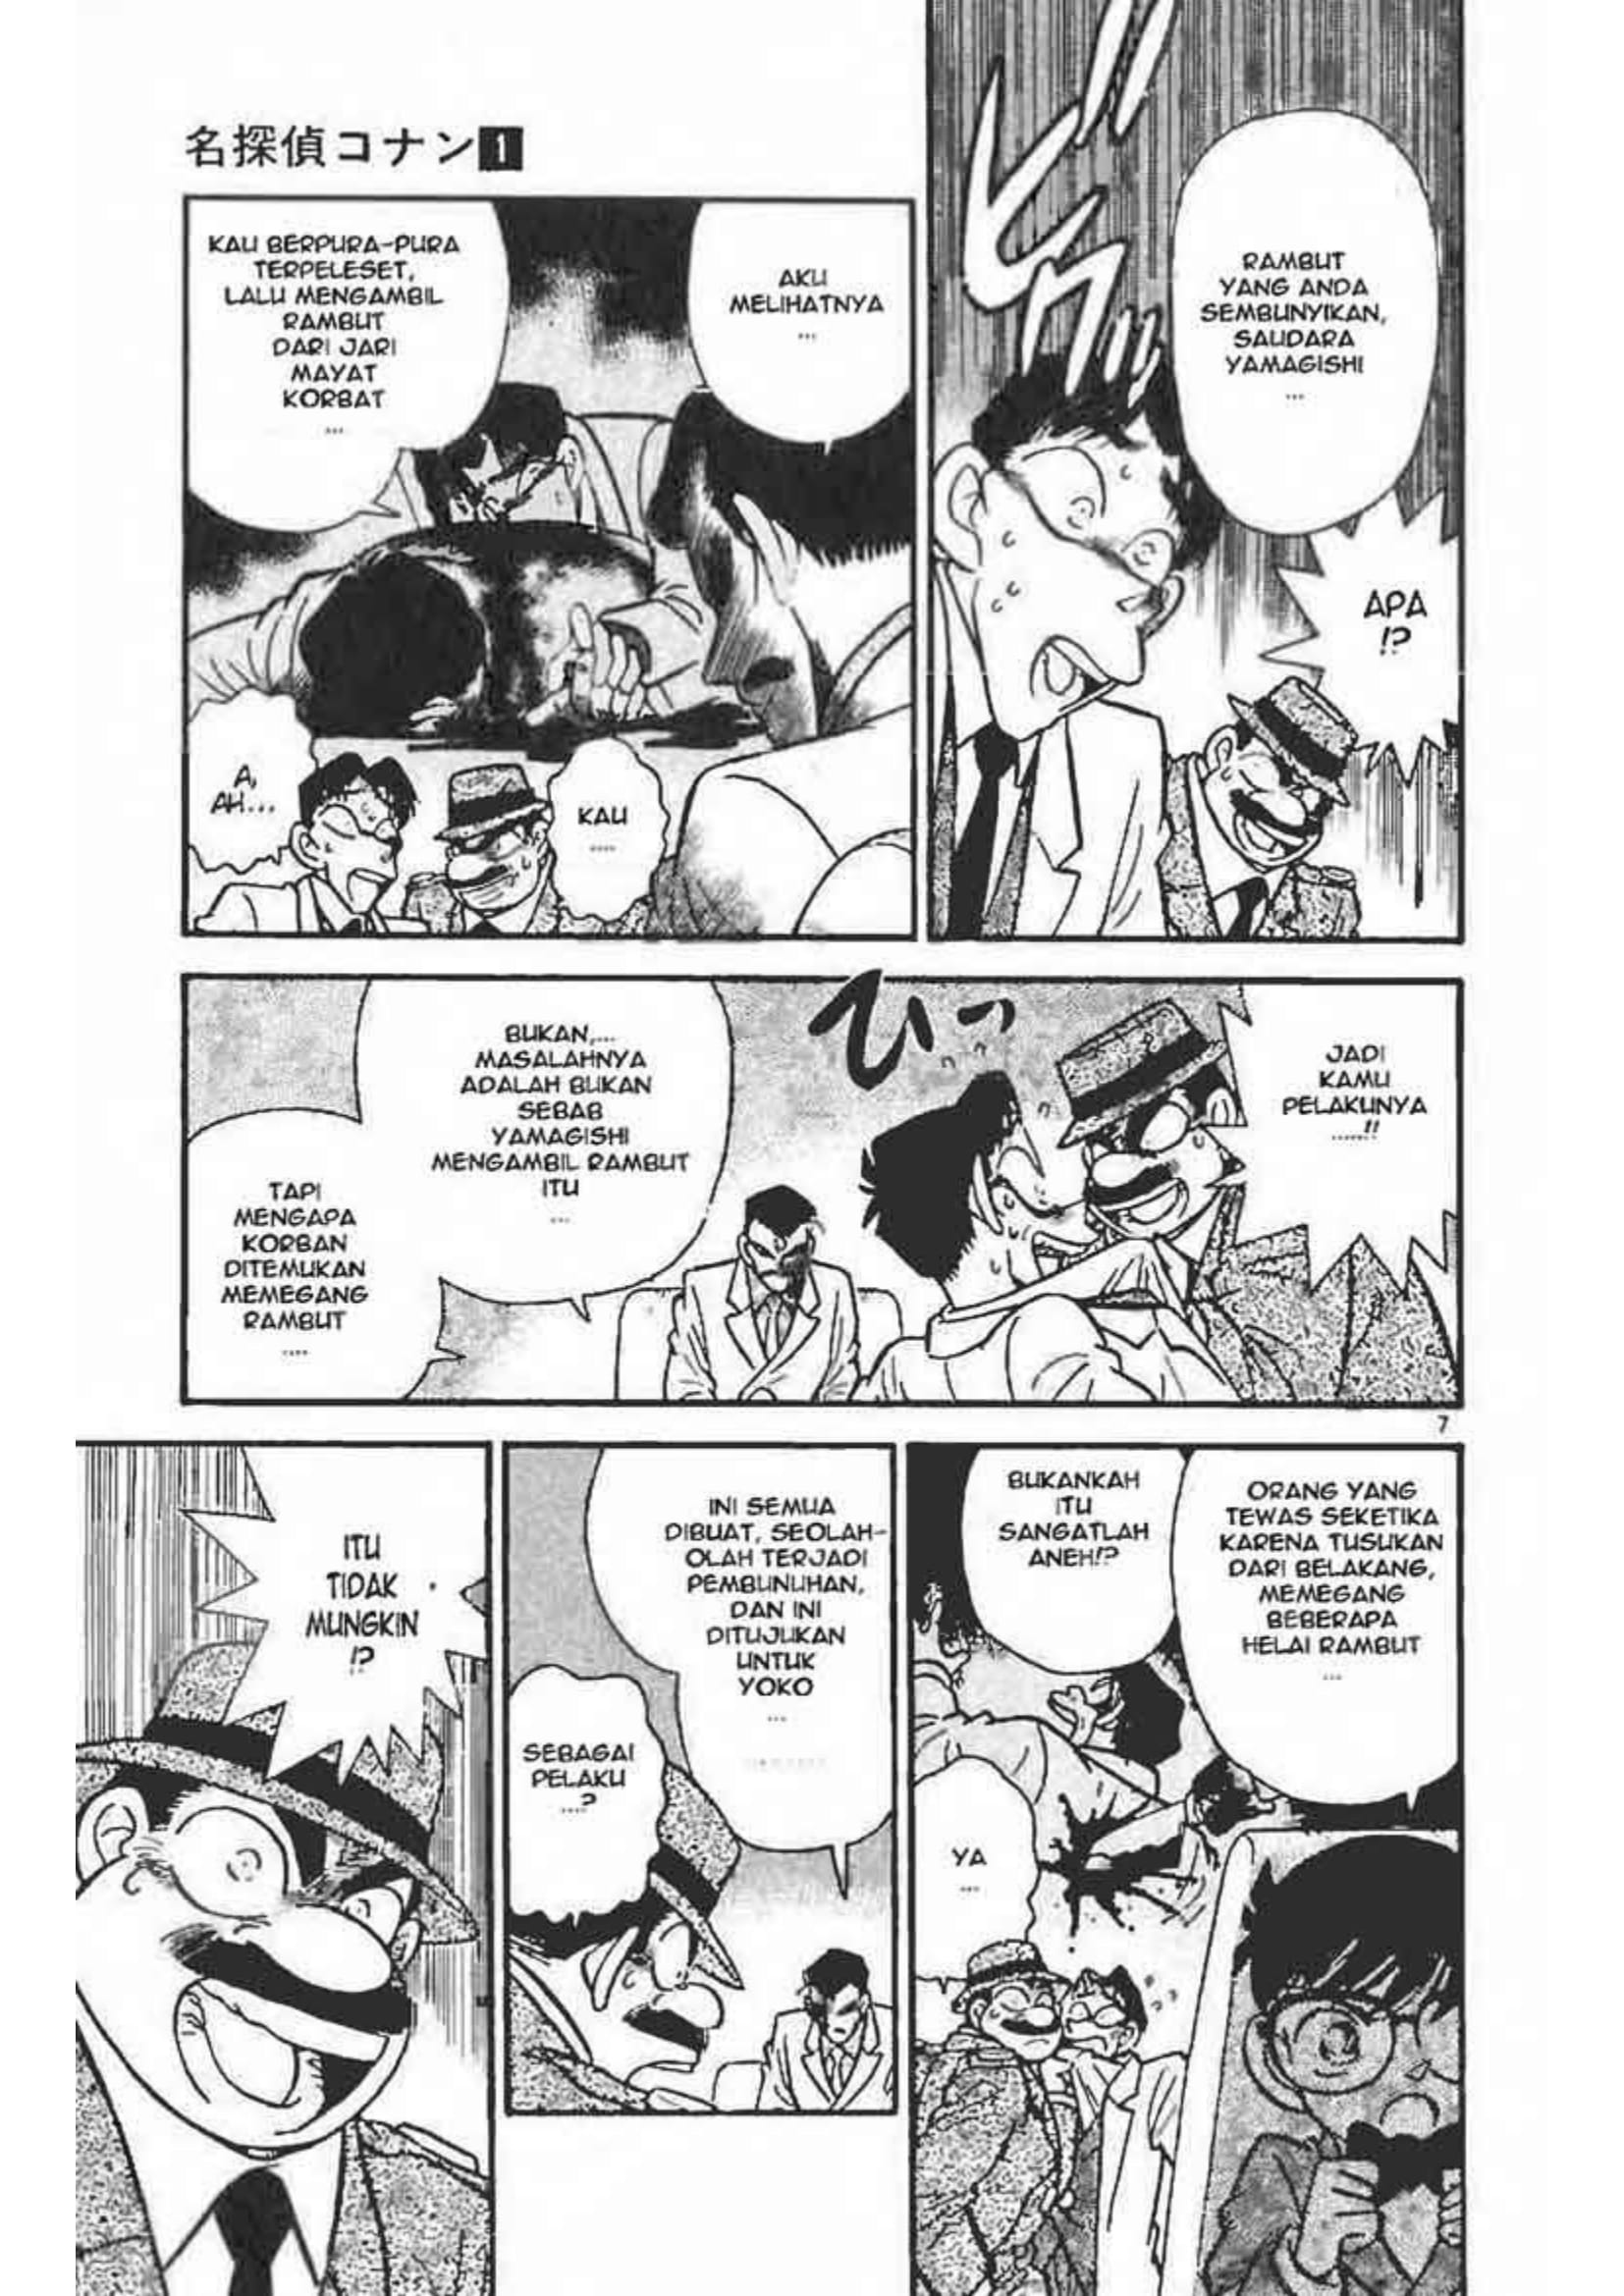 名探偵コナン1
RAMBUT
YANG ANDA
SEMBUNYIKAN,
SAUDARA
YAMAGISHI
...
APA
!?
AKU
MELIHATNYA
...
KAU BERPURA-PURA
TERPELESET,
LALU MENGAMBIL
RAMBUT
DARI JARI
MAYAT
KORBAT
...
KAU
....
A,
AH...
JADI
KAMU
PELAKUNYA
......!!
ひっ
BUKAN,...
MASALAHNYA
ADALAH BUKAN
SEBAB
YAMAGISHI
MENGAMBIL RAMBUT
ITU
...
TAPI
MENGAPA
KORBAN
DITEMUKAN
MEMEGANG
RAMBUT
....
7
ORANG YANG
TEWAS SEKETIKA
KARENA TUSUKAN
DARI BELAKANG,
MEMEGANG
BEBERAPA
HELAI RAMBUT
...
BUKANKAH
ITU
SANGATLAH
ANEH!?
YA
...
INI SEMUA
DIBUAT, SEOLAH-
OLAH TERJADI
PEMBUNUHAN,
DAN INI
DITUJUKAN
UNTUK
YOKO
...
SEBAGAI
PELAKU
....?
ITU
TIDAK
MUNGKIN
!?